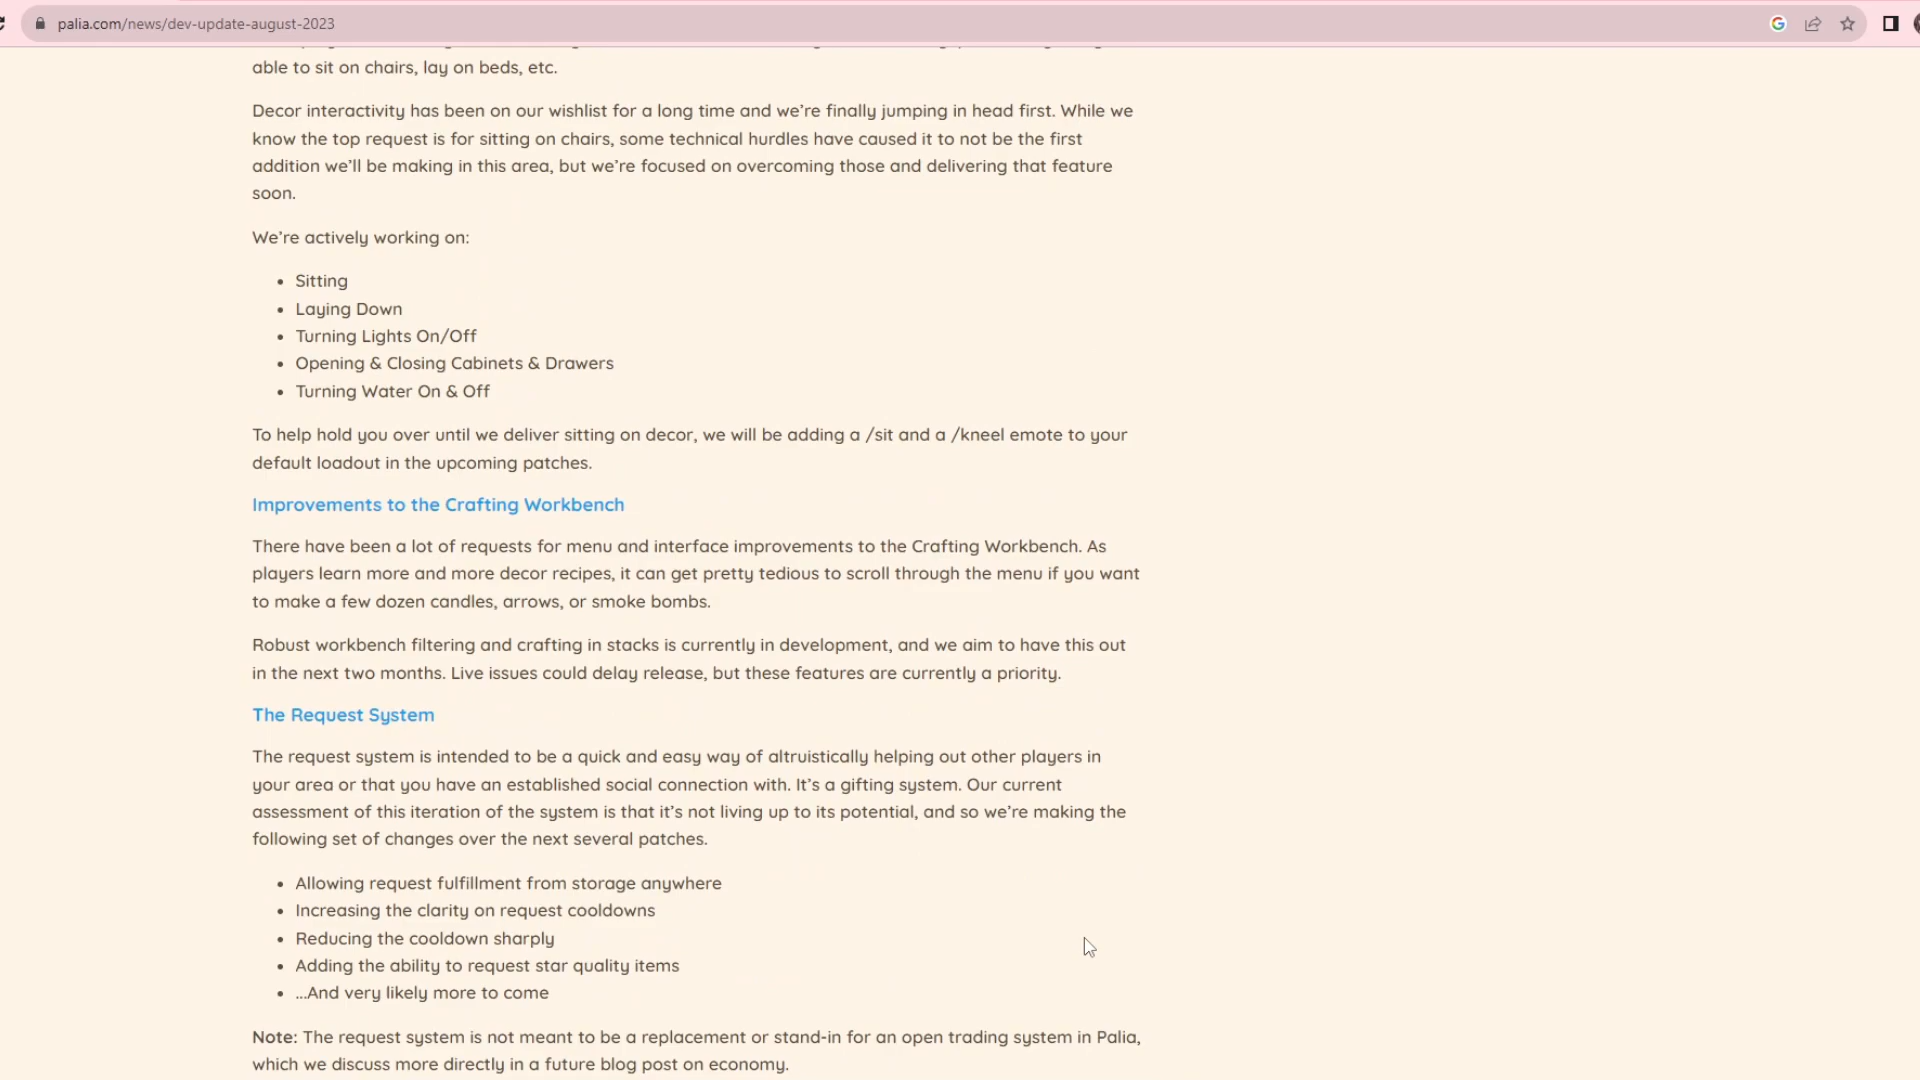 palia.com/news/dev-update-august-2023
able to sit on chairs, lay on beds, etc.
Decor interactivity has been on our wishlist for a long time and we're finally jumping in head first. While we
know the top request is for sitting on chairs, some technical hurdles have caused it to not be the first
addition we'll be making in this area, but we're focused on overcoming those and delivering that feature
soon.
We're actively working on:
• Sitting
• Laying Down
• Turning Lights On/Off
• Opening & Closing Cabinets & Drawers
• Turning Water On & Off
To help hold you over until we deliver sitting on decor, we will be adding a /sit and a /kneel emote to your
default loadout in the upcoming patches.
Improvements to the Crafting Workbench
There have been a lot of requests for menu and interface improvements to the Crafting Workbench. As
players learn more and more decor recipes, it can get pretty tedious to scroll through the menu if you want
to make a few dozen candles, arrows, or smoke bombs.
Robust workbench filtering and crafting in stacks is currently in development, and we aim to have this out
in the next two months. Live issues could delay release, but these features are currently a priority.
The Request System
The request system is intended to be a quick and easy way of altruistically helping out other players in
your area or that you have an established social connection with. It's a gifting system. Our current
assessment of this iteration of the system is that it's not living up to its potential, and so we're making the
following set of changes over the next several patches.
• Allowing request fulfillment from storage anywhere
• Increasing the clarity on request cooldowns
• Reducing the cooldown sharply
• Adding the ability to request star quality items
• ...And very likely more to come
Note: The request system is not meant to be a replacement or stand-in for an open trading system in Palia,
which we discuss more directly in a future blog post on economy.